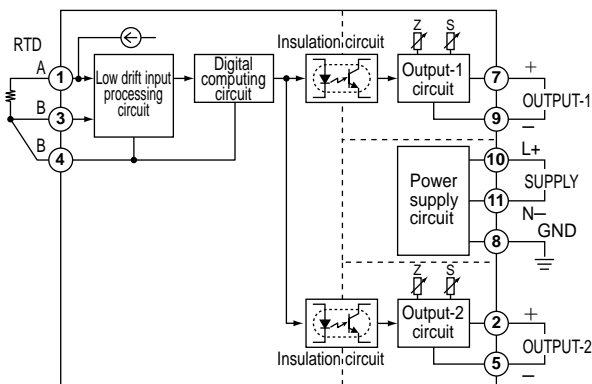 RTD
A
1
B
3
B
4
Low drift input
processing
circuit
Digital
computing
circuit
Insulation circuit
Z S
Output-1
circuit
7
+
OUTPUT-1
9
–
Power
supply
circuit
10
L+
SUPPLY
11
N–
8
GND
Insulation circuit
Z S
Output-2
circuit
2
+
OUTPUT-2
5
–